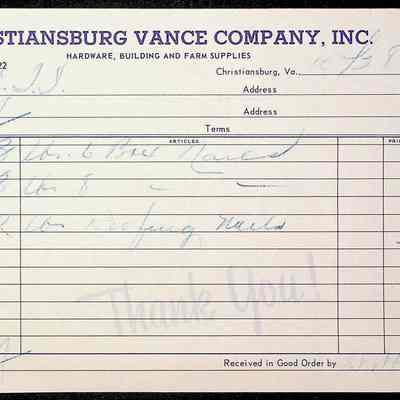 STIANSBURG VANCE COMPANY, INC.
HARDWARE, BUILDING AND FARM SUPPLIES
22
Christiansburg, Va.
Address
Address
Terms
ARTICLES
PRI
lbs. 6 Box Nails
lbs 8 — —
lbs Roofing Nails
Thank You!
Received in Good Order by